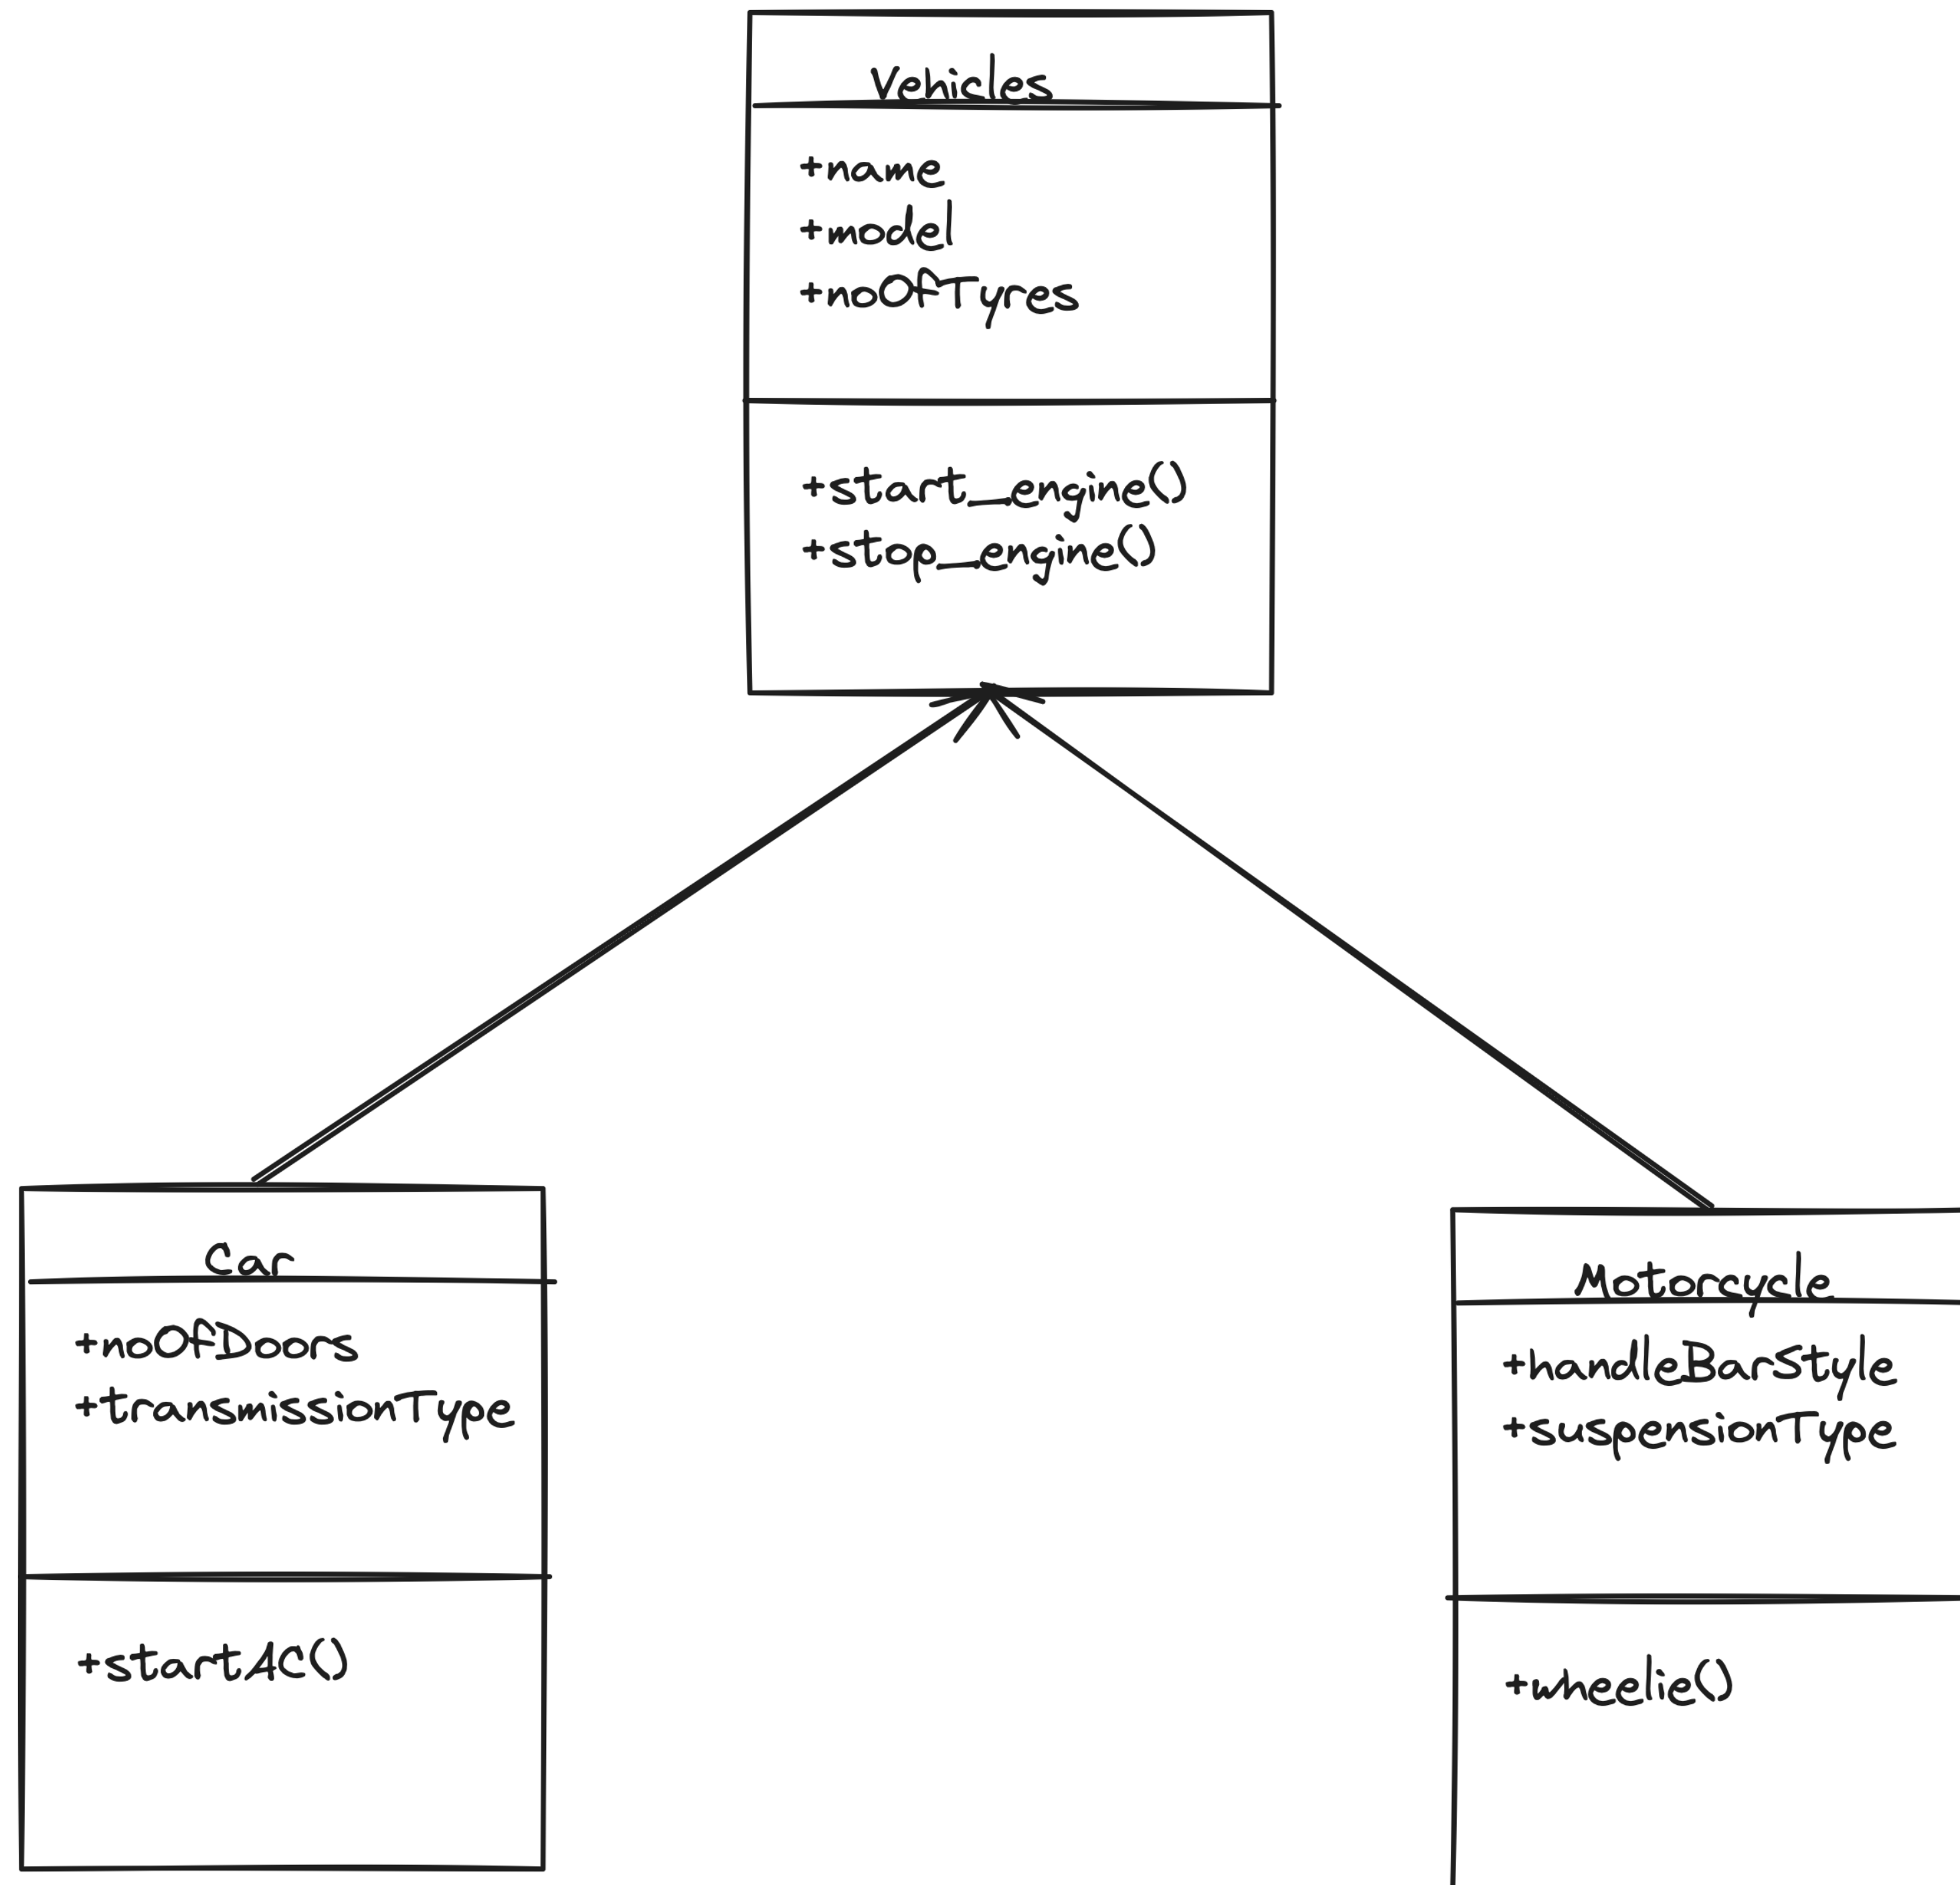 Vehicles
+name
+model
+noOfTyres
+start_engine()
+stop_engine()
Car
+noOfDoors
+transmissionType
+startAC()
Motorcycle
+handleBarStyle
+suspensionType
+wheelie()